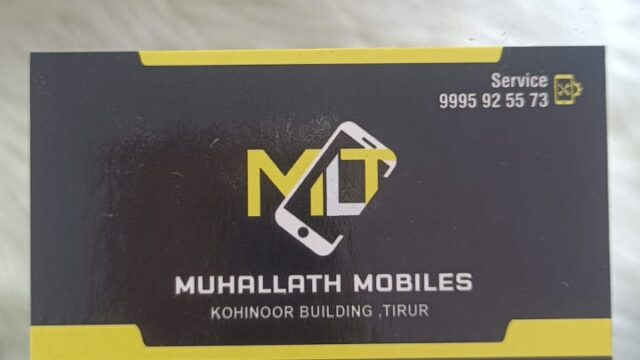 Service
9995 92 55 73
MLT
MUHALLATH MOBILES
KOHINOOR BUILDING ,TIRUR